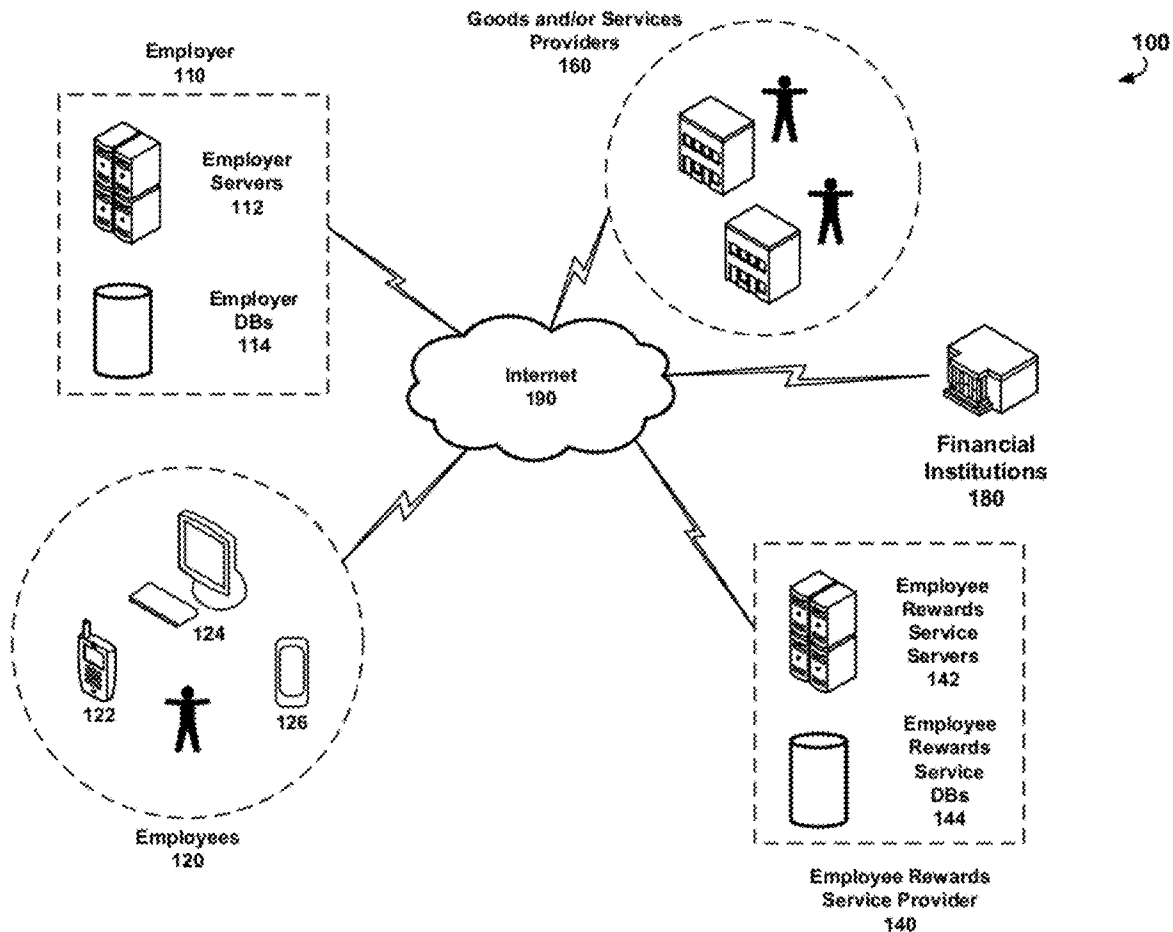 Goods and/or Services
Providers
160
100
Employer
110
Employer
Servers
112
Employer
DBs
114
Internet
190
Financial
Institutions
180
124
122
126
Employees
120
Employee
Rewards
Service
Servers
142
Employee
Rewards
Service
DBs
144
Employee Rewards
Service Provider
140